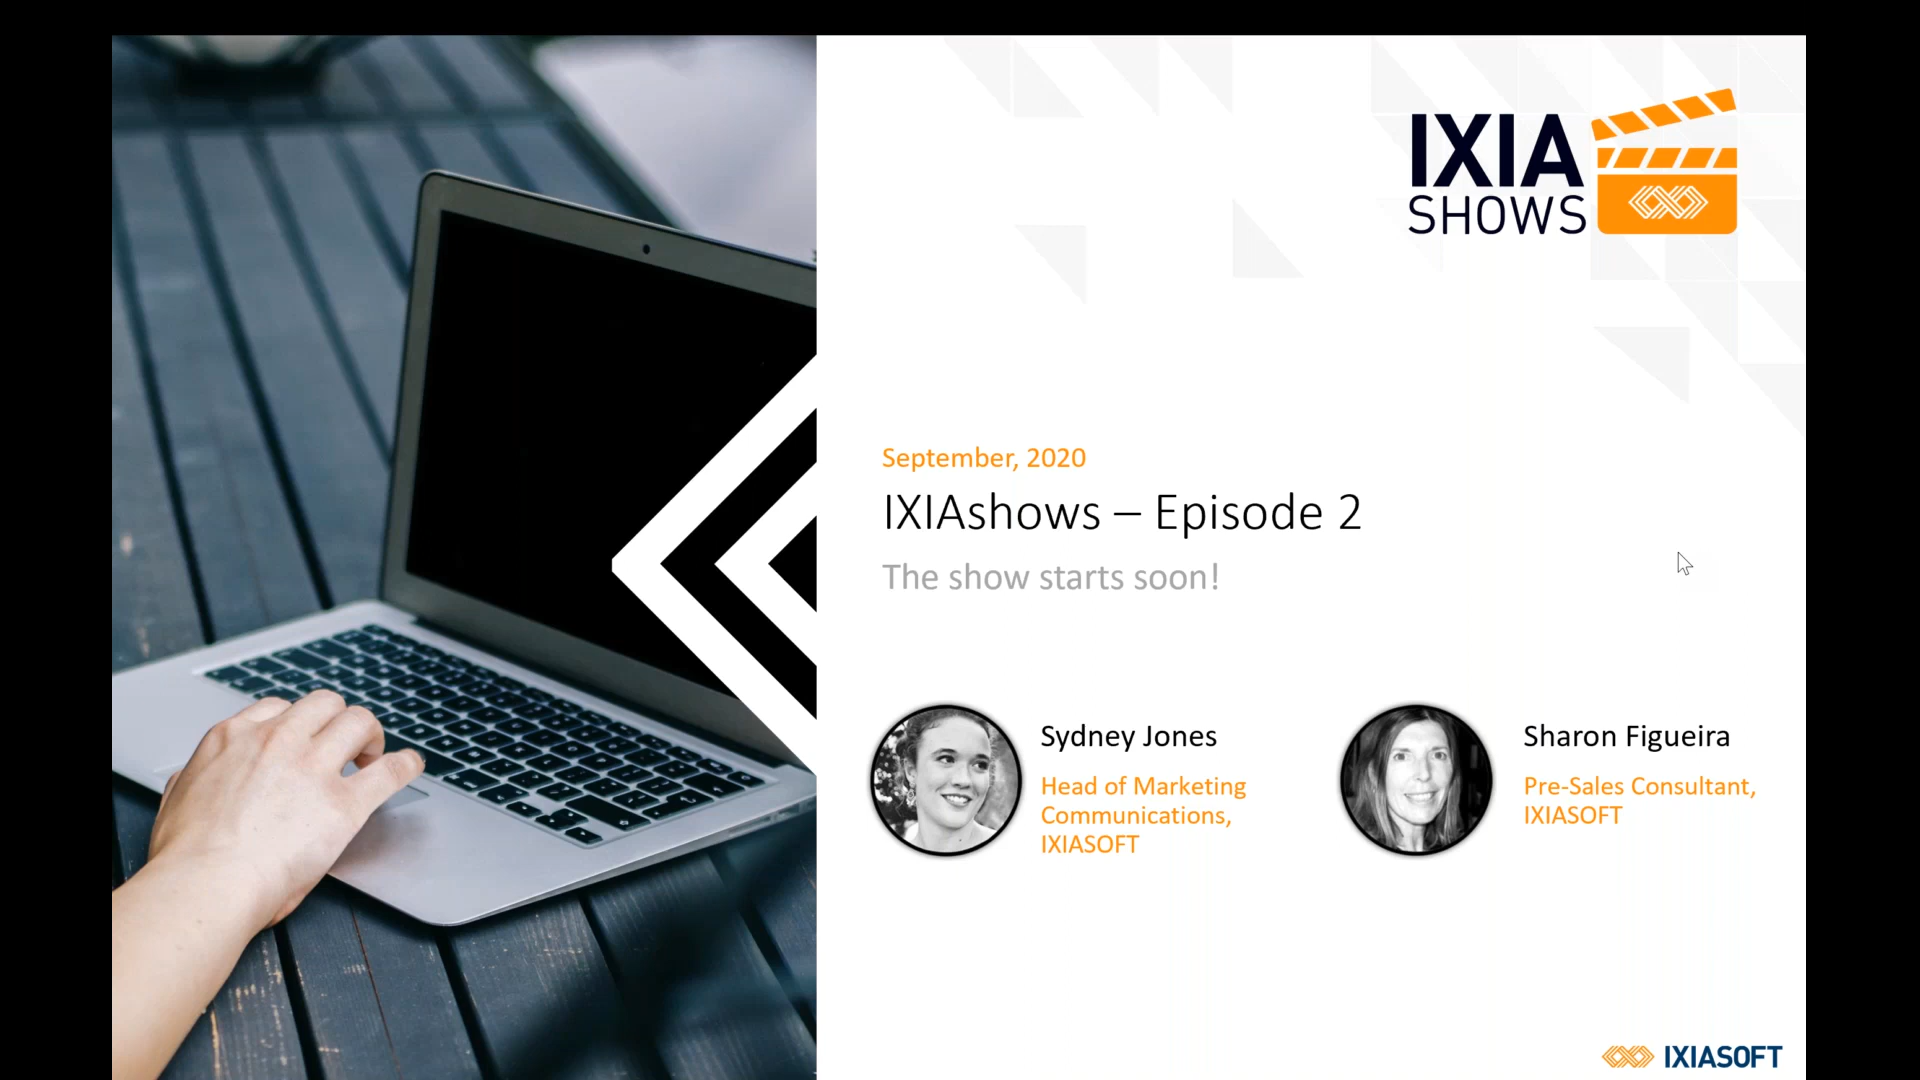 IXIA
SHOWS
September, 2020
IXIAshows – Episode 2
The show starts soon!
Sydney Jones
Head of Marketing
Communications,
IXIASOFT
Sharon Figueira
Pre-Sales Consultant,
IXIASOFT
IXIASOFT